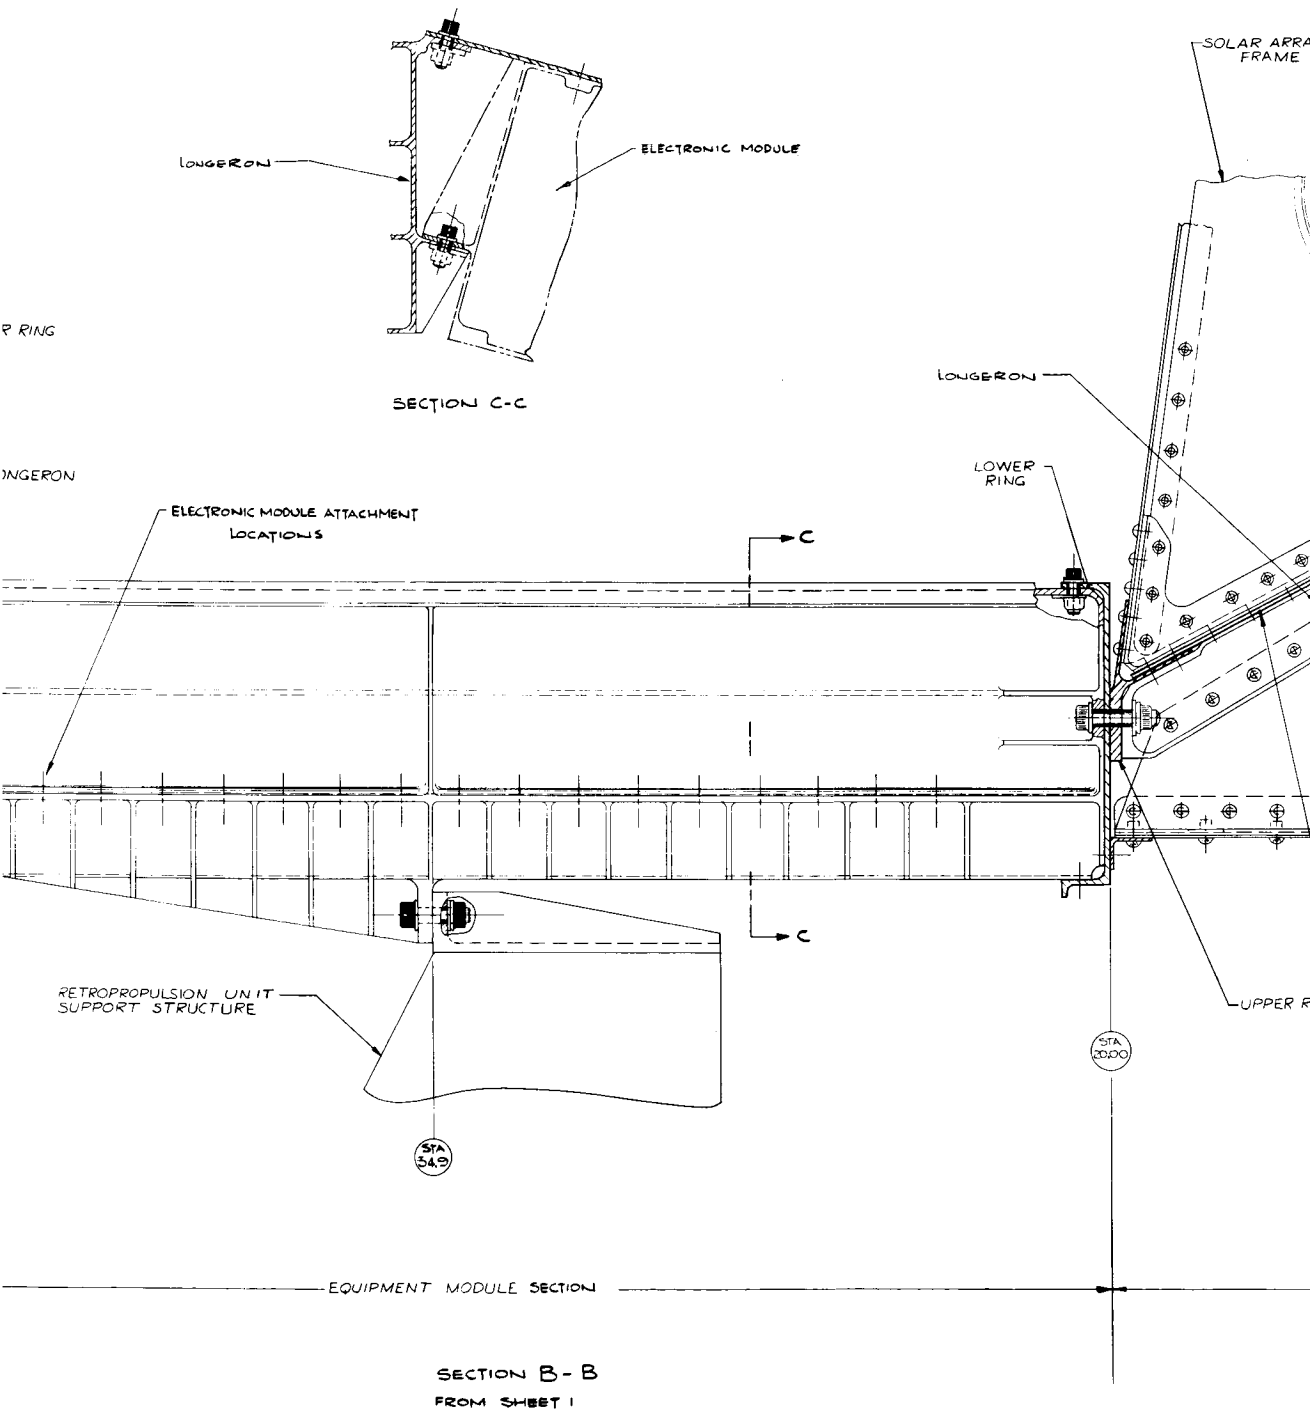 SOLAR ARRA
FRAME
LONGERON
ELECTRONIC MODULE
R RING
SECTION C-C
LONGERON
ONGERON
LOWER
RING
ELECTRONIC MODULE ATTACHMENT
LOCATIONS
C
C
RETROPROPULSION UNIT
SUPPORT STRUCTURE
UPPER R
STA
20.00
STA
34.9
EQUIPMENT MODULE SECTION
SECTION B-B
FROM SHEET 1